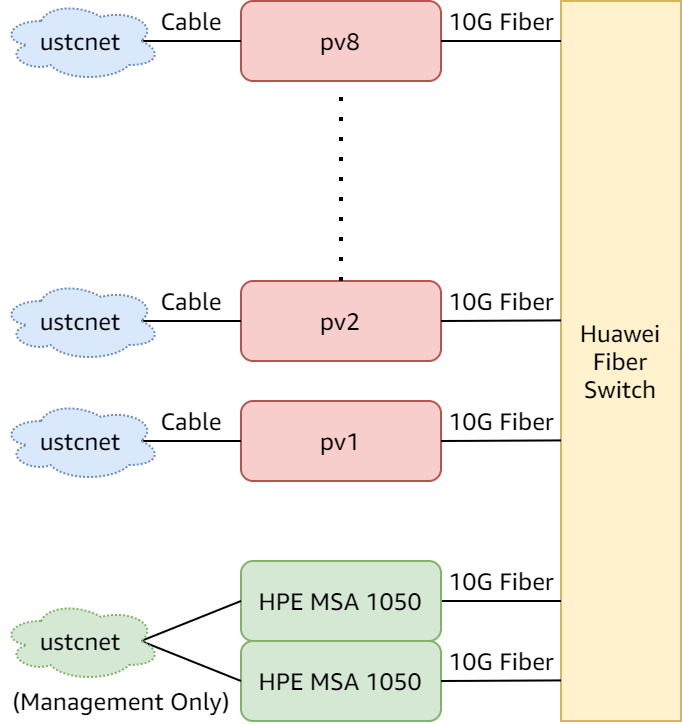 ustcnet
Cable
pv8
10G Fiber
ustcnet
Cable
pv2
10G Fiber
Huawei
Fiber
Switch
ustcnet
Cable
pv1
10G Fiber
ustcnet
(Management Only)
HPE MSA 1050
10G Fiber
HPE MSA 1050
10G Fiber